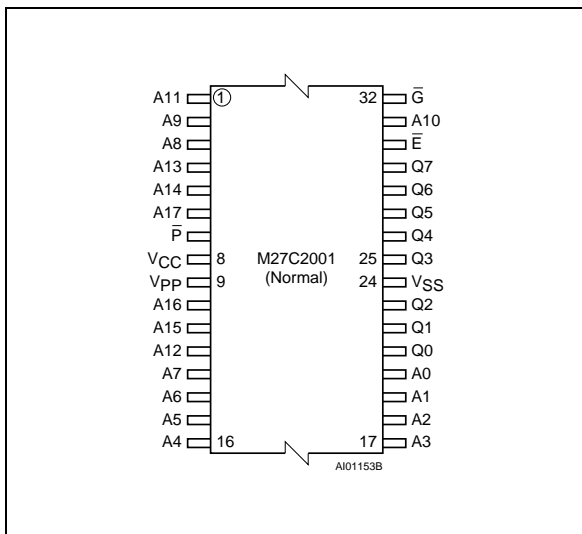 A11 1 32 G̅
A9 A10
A8 E̅
A13 Q7
A14 Q6
A17 Q5
P̅ Q4
VCC 8 M27C2001 25 Q3
VPP 9 (Normal) 24 VSS
A16 Q2
A15 Q1
A12 Q0
A7 A0
A6 A1
A5 A2
A4 16 17 A3
AI01153B